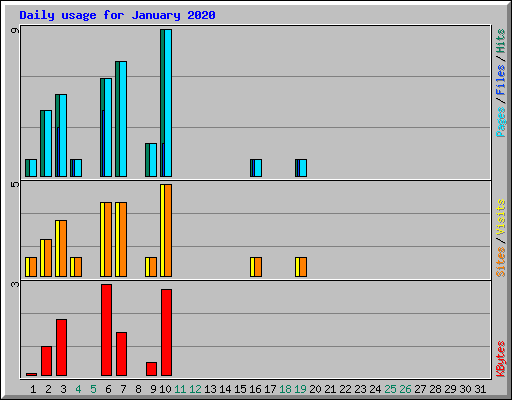 Daily usage for January 2020
9
Pages / Files / Hits
5
Sites / Visits
3
KBytes
1 2 3 4 5 6 7 8 9 10 11 12 13 14 15 16 17 18 19 20 21 22 23 24 25 26 27 28 29 30 31